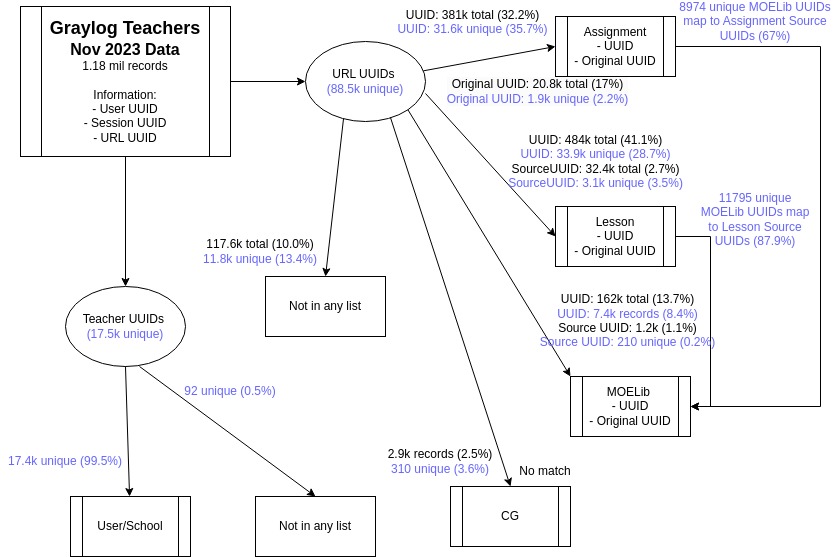 Graylog Teachers
Nov 2023 Data
1.18 mil records
Information:
- User UUID
- Session UUID
- URL UUID
URL UUIDs
(88.5k unique)
UUID: 381k total (32.2%)
UUID: 31.6k unique (35.7%)
Assignment
- UUID
- Original UUID
8974 unique MOELib UUIDs
map to Assignment Source
UUIDs (67%)
Original UUID: 20.8k total (17%)
Original UUID: 1.9k unique (2.2%)
UUID: 484k total (41.1%)
UUID: 33.9k unique (28.7%)
SourceUUID: 32.4k total (2.7%)
SourceUUID: 3.1k unique (3.5%)
Lesson
- UUID
- Original UUID
11795 unique
MOELib UUIDs map
to Lesson Source
UUIDs (87.9%)
117.6k total (10.0%)
11.8k unique (13.4%)
Not in any list
Teacher UUIDs
(17.5k unique)
UUID: 162k total (13.7%)
UUID: 7.4k records (8.4%)
Source UUID: 1.2k (1.1%)
Source UUID: 210 unique (0.2%)
MOELib
- UUID
- Original UUID
92 unique (0.5%)
17.4k unique (99.5%)
2.9k records (2.5%)
310 unique (3.6%)
No match
User/School
Not in any list
CG